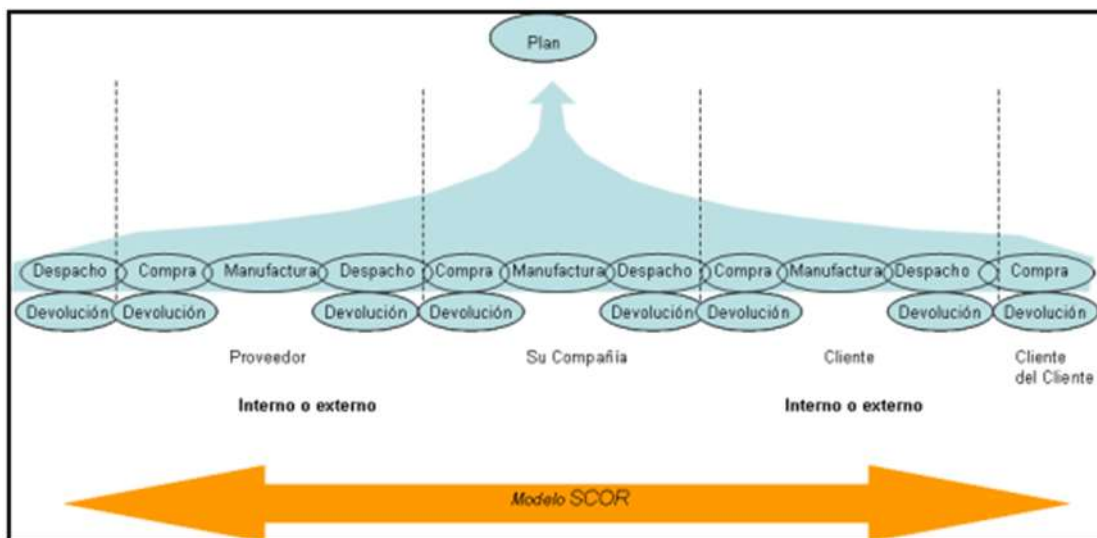 Plan
Despacho Compra Manufactura Despacho Compra Manufactura Despacho Compra Manufactura Despacho Compra
Devolución Devolución Devolución Devolución Devolución Devolución Devolución Devolución
Proveedor Su Compañía Cliente Cliente
del Cliente
Interno o externo Interno o externo
Modelo SCOR